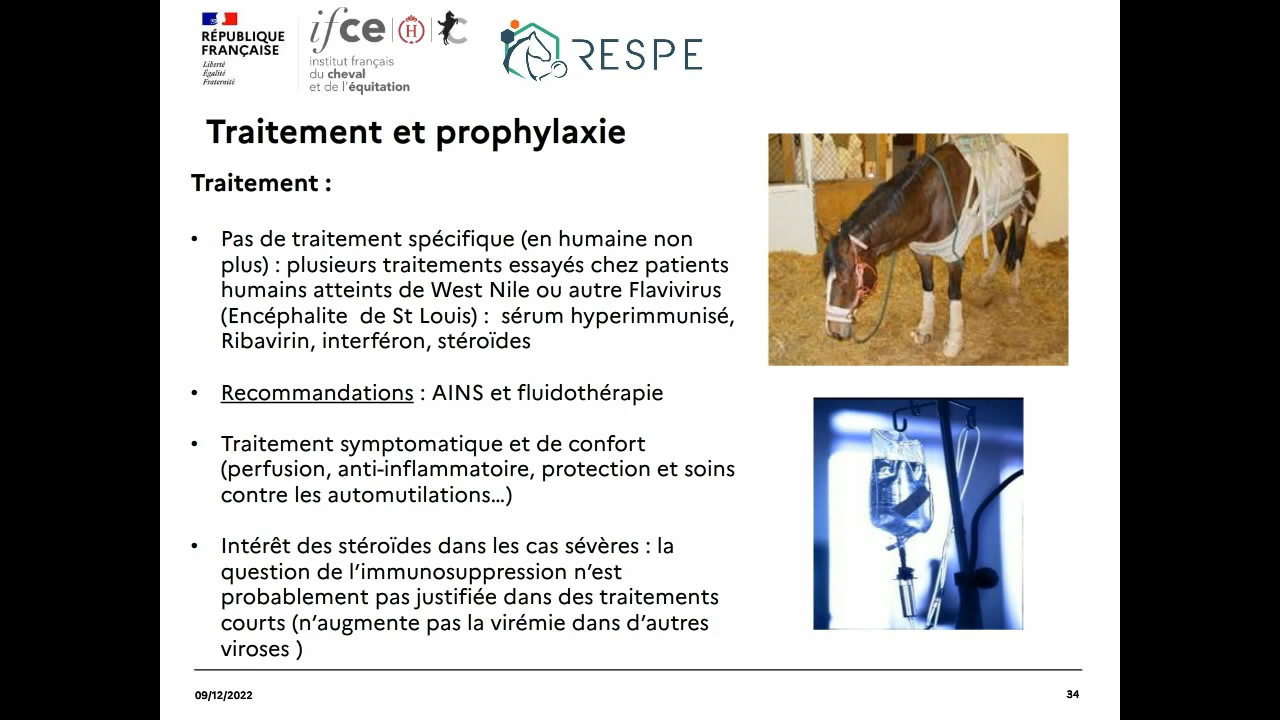 RÉPUBLIQUE
FRANÇAISE
Liberté
Égalité
Fraternité
ifce
H
institut français
du cheval
et de l'équitation
RESPE
Traitement et prophylaxie
Traitement :
• Pas de traitement spécifique (en humaine non
plus) : plusieurs traitements essayés chez patients
humains atteints de West Nile ou autre Flavivirus
(Encéphalite de St Louis) : sérum hyperimmunisé,
Ribavirin, interféron, stéroïdes
• Recommandations : AINS et fluidothérapie
• Traitement symptomatique et de confort
(perfusion, anti-inflammatoire, protection et soins
contre les automutilations…)
• Intérêt des stéroïdes dans les cas sévères : la
question de l’immunosuppression n’est
probablement pas justifiée dans des traitements
courts (n’augmente pas la virémie dans d’autres
viroses )
09/12/2022
34